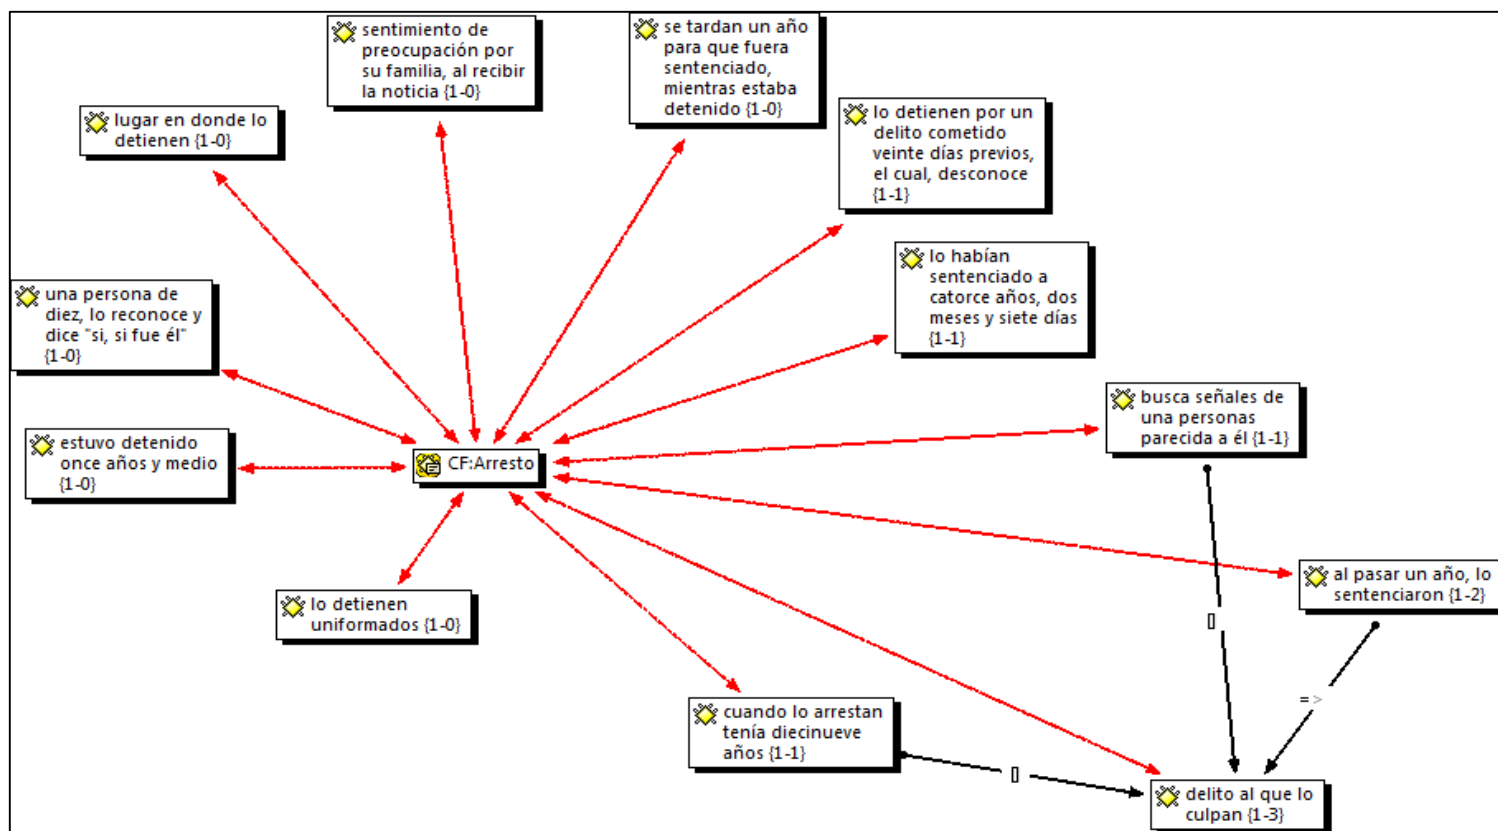 sentimiento de
preocupación por
su familia, al recibir
la noticia {1-0}
se tardan un año
para que fuera
sentenciado,
mientras estaba
detenido {1-0}
lugar en donde lo
detienen {1-0}
lo detienen por un
delito cometido
veinte días previos,
el cual, desconoce
{1-1}
lo habían
sentenciado a
catorce años, dos
meses y siete días
{1-1}
una persona de
diez, lo reconoce y
dice "si, si fue él"
{1-0}
busca señales de
una personas
parecida a él {1-1}
estuvo detenido
once años y medio
{1-0}
CF:Arresto
al pasar un año, lo
sentenciaron {1-2}
lo detienen
uniformados {1-0}
[]
=>
cuando lo arrestan
tenía diecinueve
años {1-1}
[]
delito al que lo
culpan {1-3}